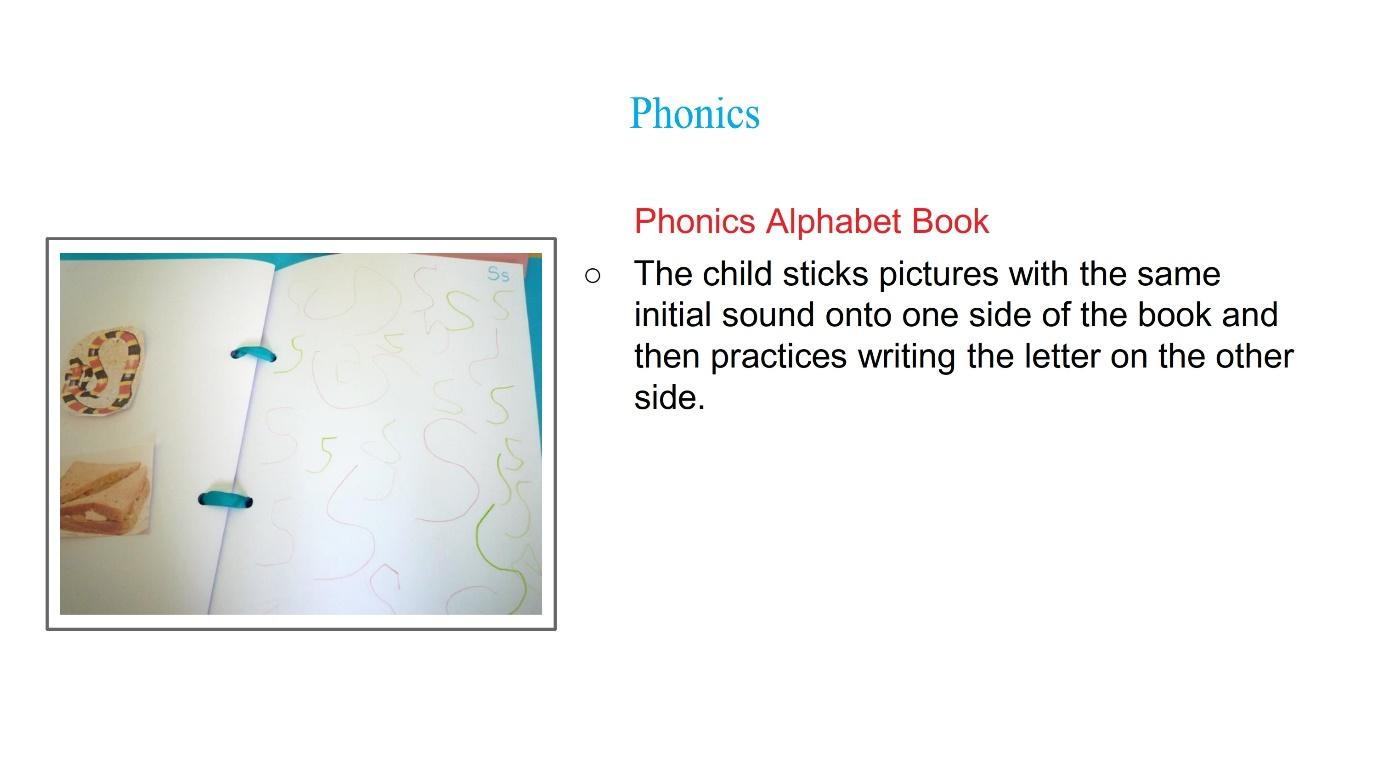 Phonics
Phonics Alphabet Book
The child sticks pictures with the same
initial sound onto one side of the book and
then practices writing the letter on the other
side.
Ss